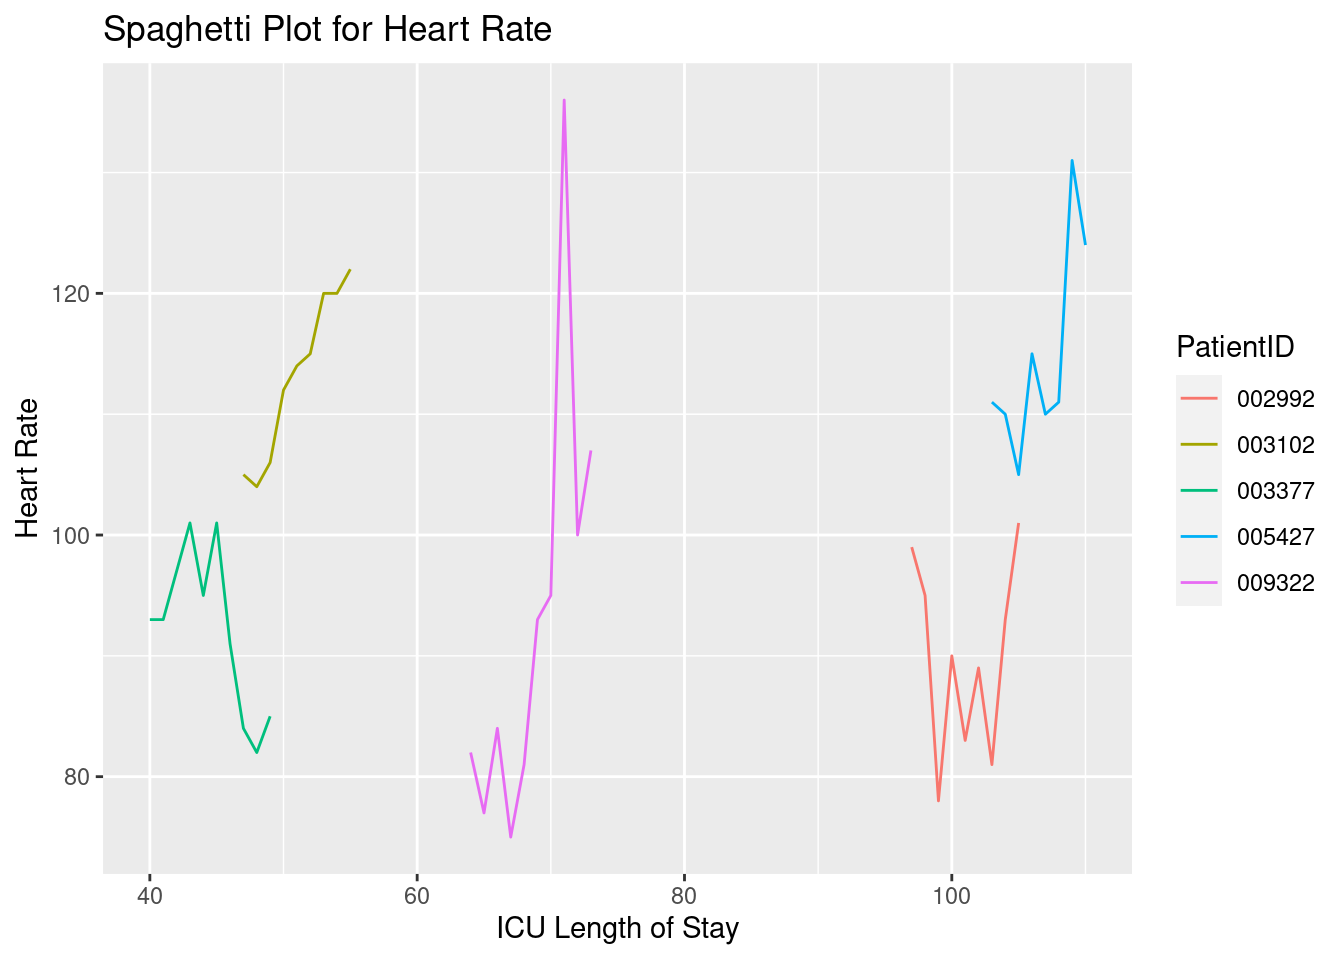 Spaghetti Plot for Heart Rate
Heart Rate
120
100
80
40 60 80 100
ICU Length of Stay
PatientID
002992
003102
003377
005427
009322